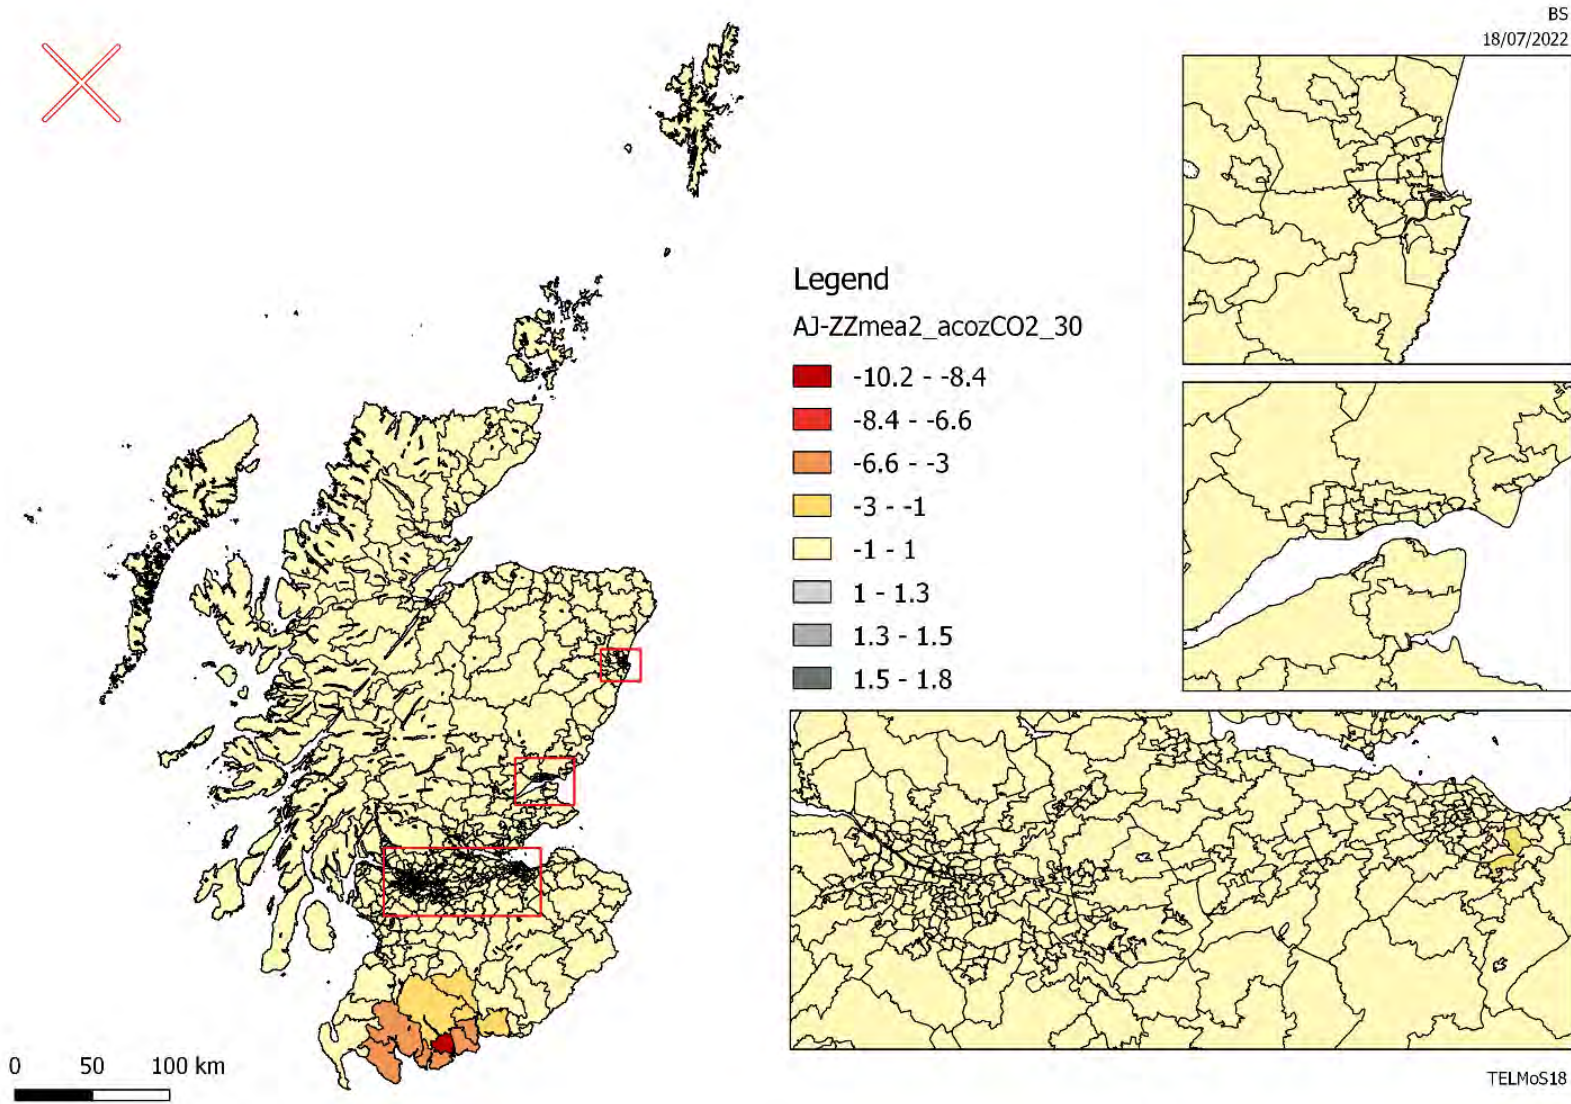 BS
18/07/2022
Legend
AJ-ZZmea2_acozCO2_30
-10.2 - -8.4
-8.4 - -6.6
-6.6 - -3
-3 - -1
-1 - 1
1 - 1.3
1.3 - 1.5
1.5 - 1.8
0 50 100 km
TELMoS18